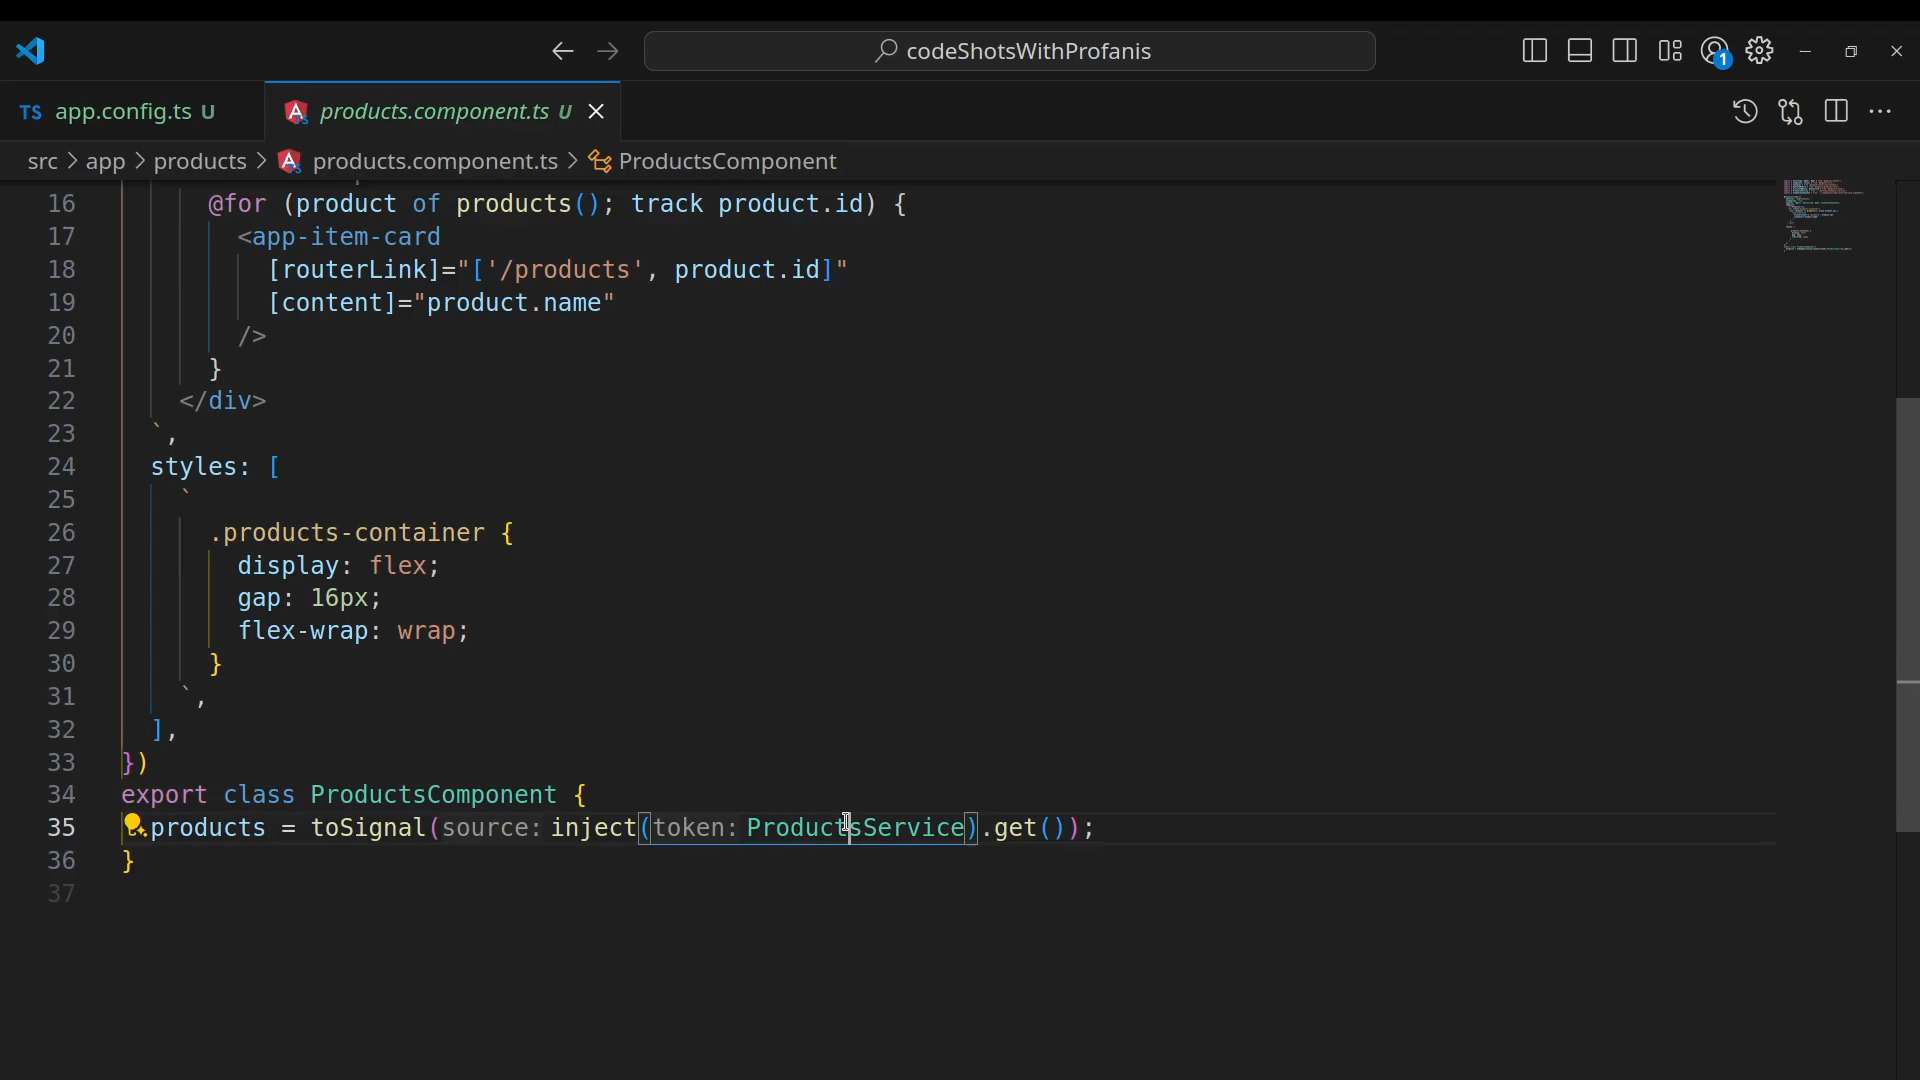 codeShotsWithProfanis
1
TS app.config.ts U
products.component.ts U
src > app > products > products.component.ts > ProductsComponent
16 @for (product of products(); track product.id) {
17 <app-item-card
18 [routerLink]="['/products', product.id]"
19 [content]="product.name"
20 />
21 }
22 </div>
23 `,
24 styles: [
25 `
26 .products-container {
27 display: flex;
28 gap: 16px;
29 flex-wrap: wrap;
30 }
31 `,
32 ],
33 })
34 export class ProductsComponent {
35 products = toSignal(source: inject(token: ProductsService).get());
36 }
37